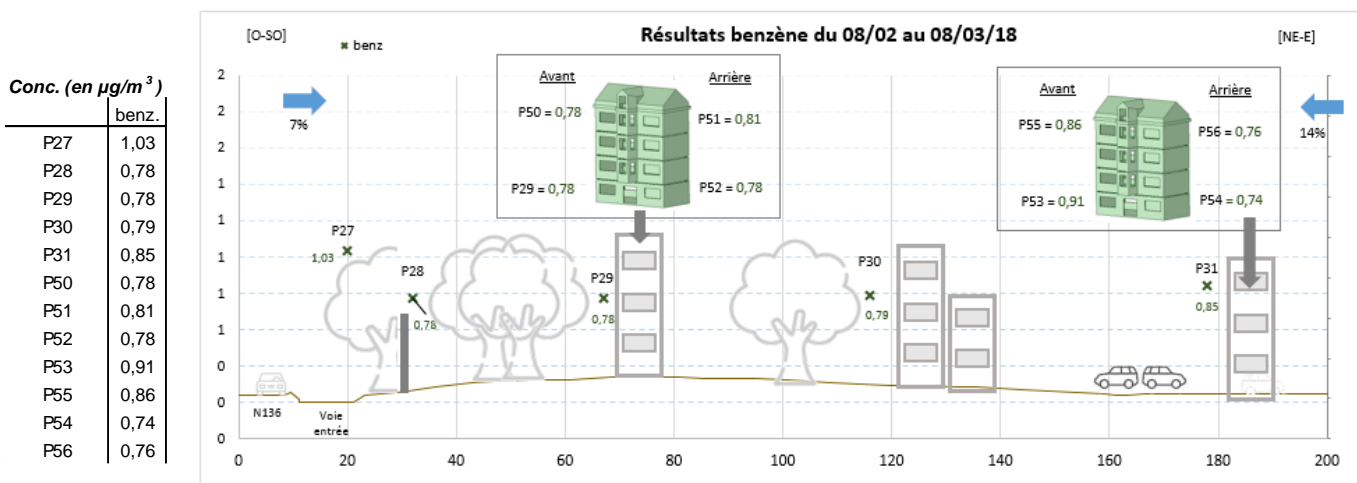 Conc. (en µg/m³ )
benz.
P27 1,03
P28 0,78
P29 0,78
P30 0,79
P31 0,85
P50 0,78
P51 0,81
P52 0,78
P53 0,91
P55 0,86
P54 0,74
P56 0,76
Résultats benzène du 08/02 au 08/03/18
[O-SO]
[NE-E]
benz
7%
14%
Avant Arrière
P50 = 0,78 P51 = 0,81
P29 = 0,78 P52 = 0,78
Avant Arrière
P55 = 0,86 P56 = 0,76
P53 = 0,91 P54 = 0,74
2
2
2
2
1
1
1
1
0
0
0
P27
1,03
P28
0,78
P29
0,78
P30
0,79
P31
0,85
N136
Voie
entrée
0 20 40 60 80 100 120 140 160 180 200